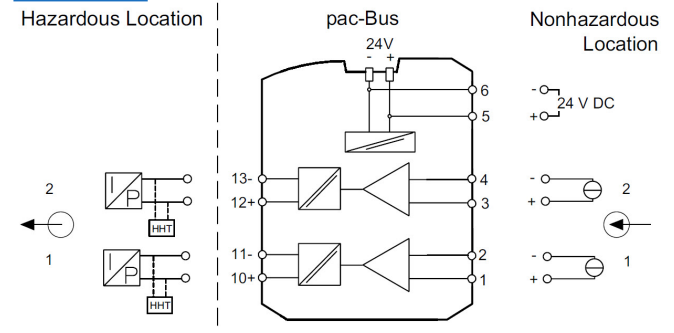 Hazardous Location
pac-Bus
Nonhazardous
Location
24V
- +
6
- 
5
24 V DC
+
I
P
2
HHT
13-
12+
4
3
-
+
2
1
I
P
HHT
11-
10+
2
1
-
+
1